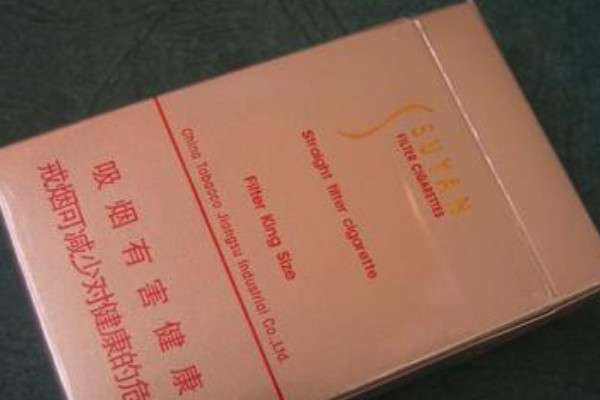 SUYAN
FILTER CIGARETTES
Straight filter cigarette
Filter King Size
China Tobacco Jiangsu Industrial Co.,Ltd.
吸烟有害健康
戒烟可减少对健康的危